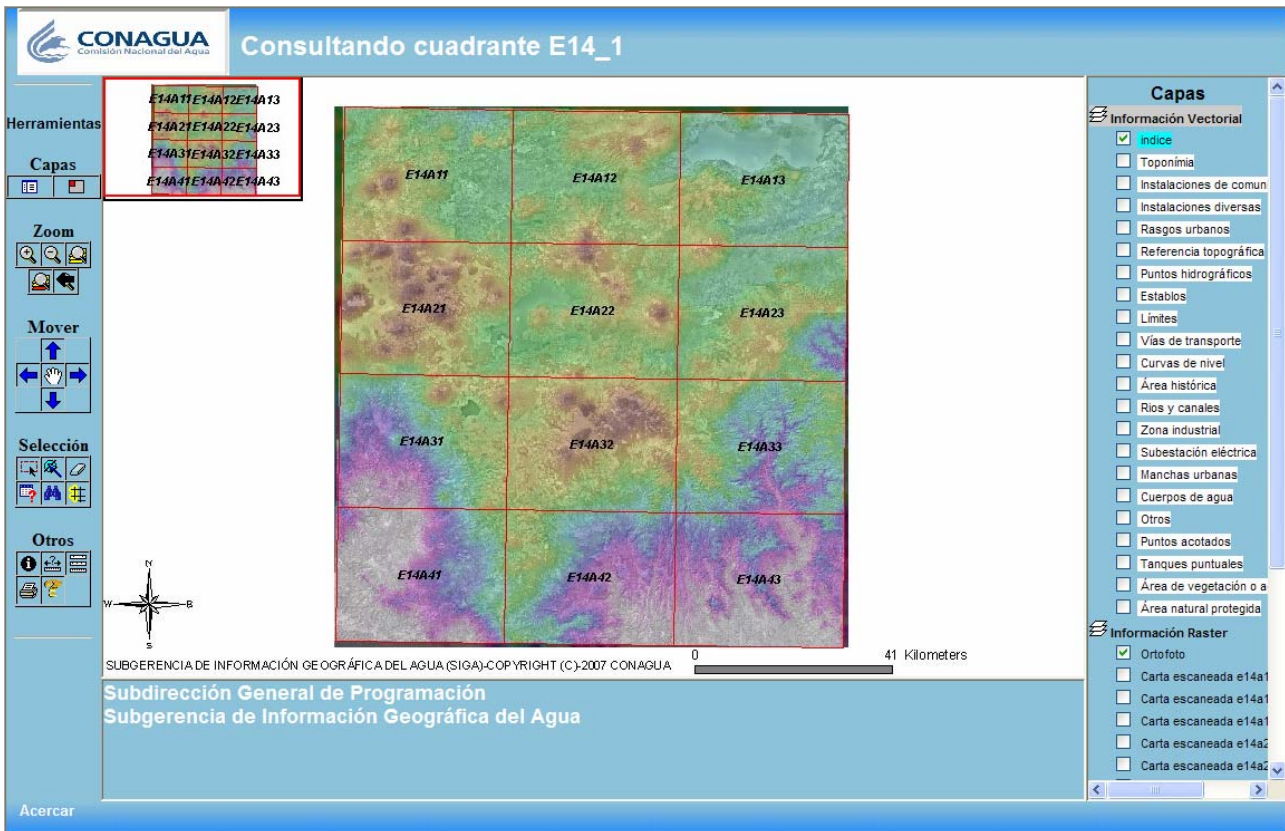 CONAGUA
Comisión Nacional del Agua
Consultando cuadrante E14_1
Herramientas
Capas
Zoom
Mover
Selección
Otros
E14A11 E14A12 E14A13
E14A21 E14A22 E14A23
E14A31 E14A32 E14A33
E14A41 E14A42 E14A43
E14A11 E14A12 E14A13
E14A21 E14A22 E14A23
E14A31 E14A32 E14A33
E14A41 E14A42 E14A43
N
W E
S
SUBGERENCIA DE INFORMACIÓN GEOGRÁFICA DEL AGUA (SIGA)-COPYRIGHT (C)-2007 CONAGUA
0 41 Kilometers
Subdirección General de Programación
Subgerencia de Información Geográfica del Agua
Acercar
Capas
Información Vectorial
indice
Toponímia
Instalaciones de comun
Instalaciones diversas
Rasgos urbanos
Referencia topográfica
Puntos hidrográficos
Establos
Límites
Vías de transporte
Curvas de nivel
Área histórica
Rios y canales
Zona industrial
Subestación eléctrica
Manchas urbanas
Cuerpos de agua
Otros
Puntos acotados
Tanques puntuales
Área de vegetación o a
Área natural protegida
Información Raster
Ortofoto
Carta escaneada e14a1
Carta escaneada e14a1
Carta escaneada e14a1
Carta escaneada e14a2
Carta escaneada e14a2